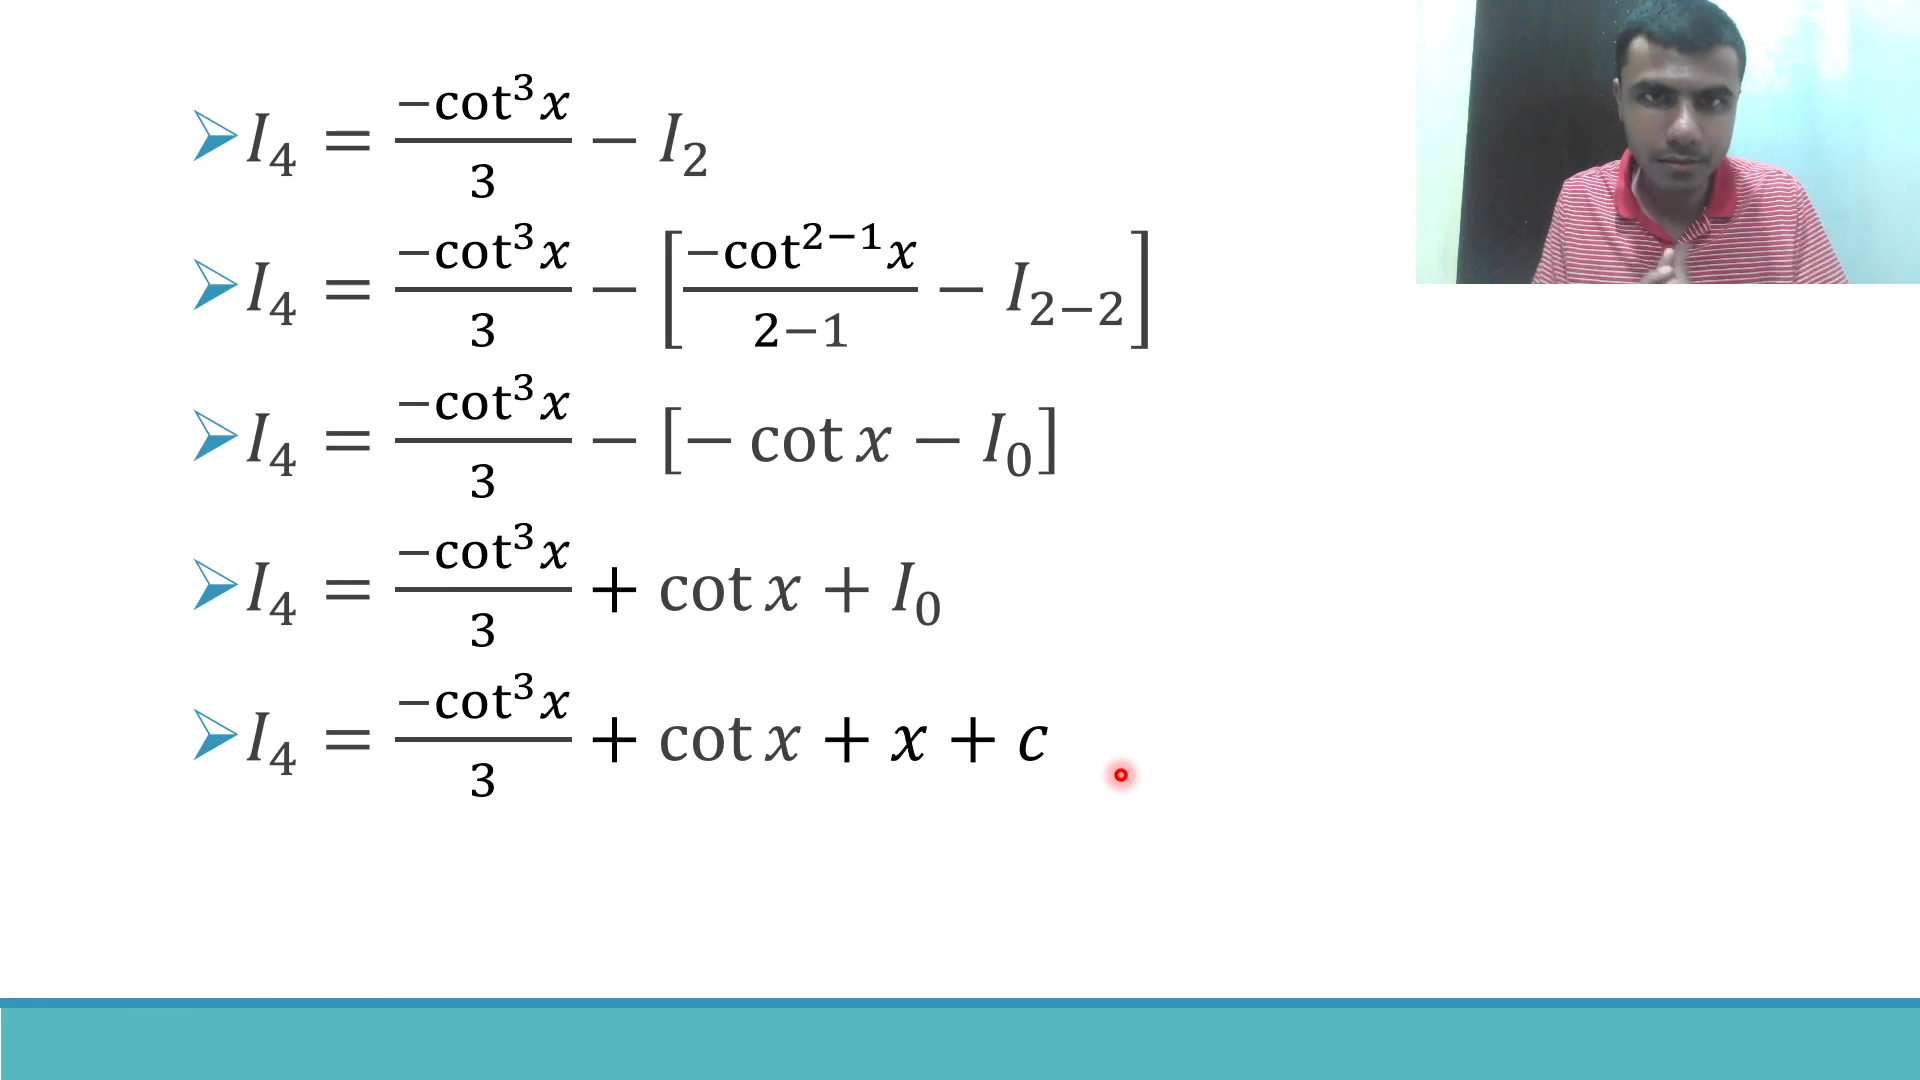 ➢I₄ = −cot³x/3 − I₂
➢I₄ = −cot³x/3 − [−cot²⁻¹x/2−1 − I₂₋₂]
➢I₄ = −cot³x/3 − [− cot x − I₀]
➢I₄ = −cot³x/3 + cot x + I₀
➢I₄ = −cot³x/3 + cot x + x + c